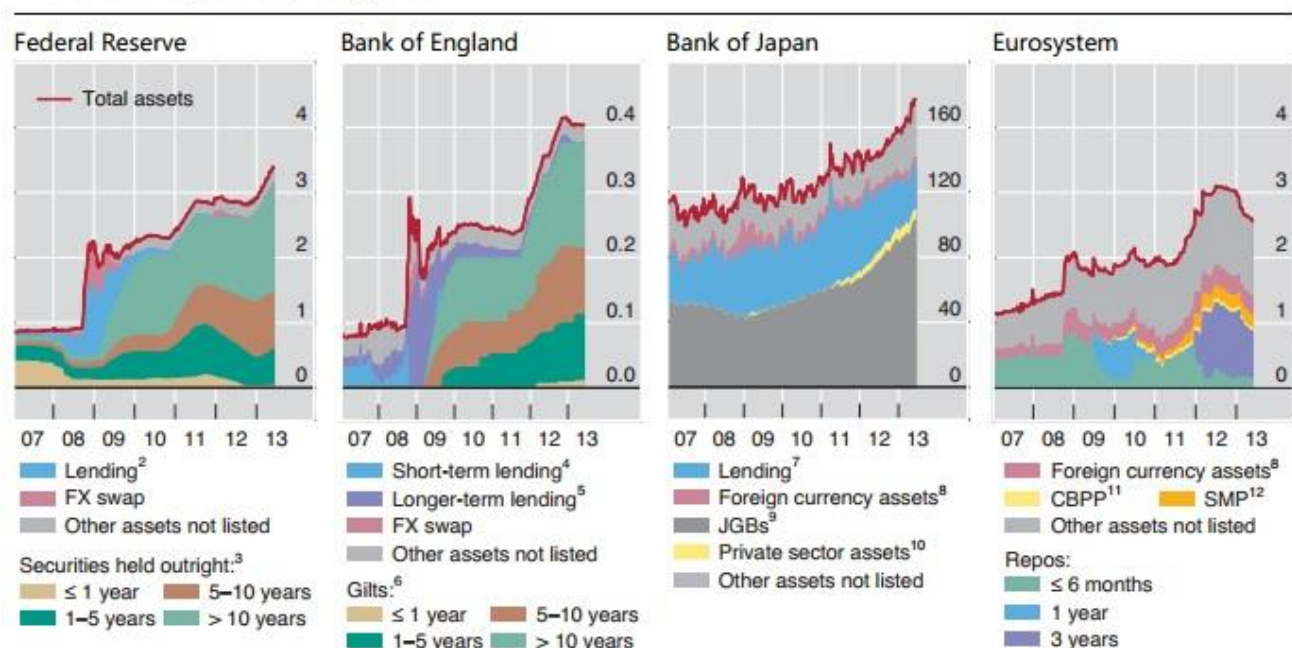 Federal Reserve
Total assets
4
3
2
1
0
07 08 09 10 11 12 13
Lending2
FX swap
Other assets not listed
Securities held outright:3
≤ 1 year 5–10 years
1–5 years > 10 years
Bank of England
0.4
0.3
0.2
0.1
0.0
07 08 09 10 11 12 13
Short-term lending4
Longer-term lending5
FX swap
Other assets not listed
Gilts:6
≤ 1 year 5–10 years
1–5 years > 10 years
Bank of Japan
160
120
80
40
0
07 08 09 10 11 12 13
Lending7
Foreign currency assets8
JGBs9
Private sector assets10
Other assets not listed
Eurosystem
4
3
2
1
0
07 08 09 10 11 12 13
Foreign currency assets8
CBPP11 SMP12
Other assets not listed
Repos:
≤ 6 months
1 year
3 years